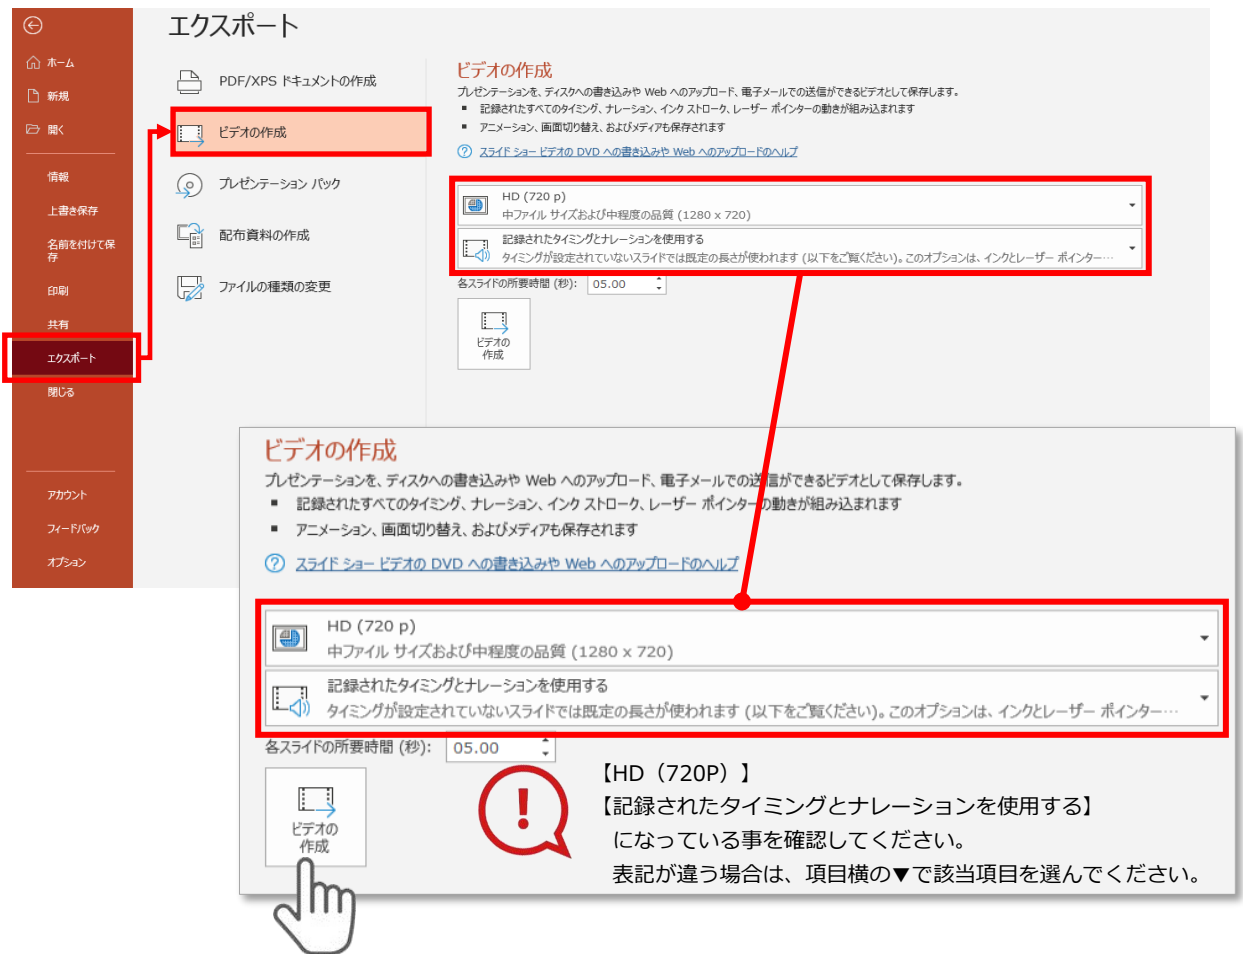 エクスポート
ホーム
新規
開く
情報
上書き保存
名前を付けて保
存
印刷
共有
エクスポート
閉じる
アカウント
フィードバック
オプション
PDF/XPS ドキュメントの作成
ビデオの作成
プレゼンテーション パック
配布資料の作成
ファイルの種類の変更
ビデオの作成
プレゼンテーションを、ディスクへの書き込みや Web へのアップロード、電子メールでの送信ができるビデオとして保存します。
■ 記録されたすべてのタイミング、ナレーション、インク ストローク、レーザー ポインターの動きが組み込まれます
■ アニメーション、画面切り替え、およびメディアも保存されます
? スライド ショー ビデオの DVD への書き込みや Web へのアップロードのヘルプ
HD (720 p)
中ファイル サイズおよび中程度の品質 (1280 x 720)
記録されたタイミングとナレーションを使用する
タイミングが設定されていないスライドでは既定の長さが使われます (以下をご覧ください)。このオプションは、インクとレーザー ポインター…
各スライドの所要時間 (秒): 05.00
ビデオの
作成
ビデオの作成
プレゼンテーションを、ディスクへの書き込みや Web へのアップロード、電子メールでの送信ができるビデオとして保存します。
■ 記録されたすべてのタイミング、ナレーション、インク ストローク、レーザー ポインターの動きが組み込まれます
■ アニメーション、画面切り替え、およびメディアも保存されます
? スライド ショー ビデオの DVD への書き込みや Web へのアップロードのヘルプ
HD (720 p)
中ファイル サイズおよび中程度の品質 (1280 x 720)
記録されたタイミングとナレーションを使用する
タイミングが設定されていないスライドでは既定の長さが使われます (以下をご覧ください)。このオプションは、インクとレーザー ポインター…
各スライドの所要時間 (秒): 05.00
ビデオの
作成
!
【HD（720P）】
【記録されたタイミングとナレーションを使用する】
になっている事を確認してください。
表記が違う場合は、項目横の▼で該当項目を選んでください。